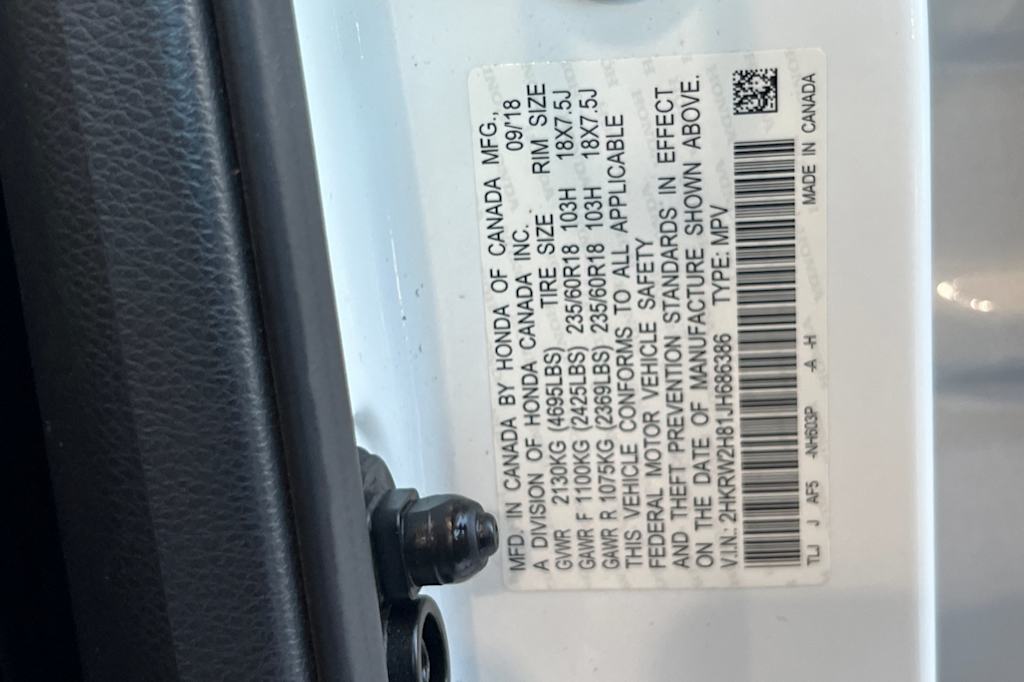 MFD. IN CANADA BY HONDA OF CANADA MFG.,
A DIVISION OF HONDA CANADA INC. 09/'18
GVWR 2130KG (4695LBS) TIRE SIZE RIM SIZE
GAWR F 1100KG (2425LBS) 235/60R18 103H 18X7.5J
GAWR R 1075KG (2369LBS) 235/60R18 103H 18X7.5J
THIS VEHICLE CONFORMS TO ALL APPLICABLE
FEDERAL MOTOR VEHICLE SAFETY
AND THEFT PREVENTION STANDARDS IN EFFECT
ON THE DATE OF MANUFACTURE SHOWN ABOVE.
V.I.N.: 2HKRW2H81JH686386 TYPE: MPV
TLJ J AF5 -NH603P -A -H MADE IN CANADA